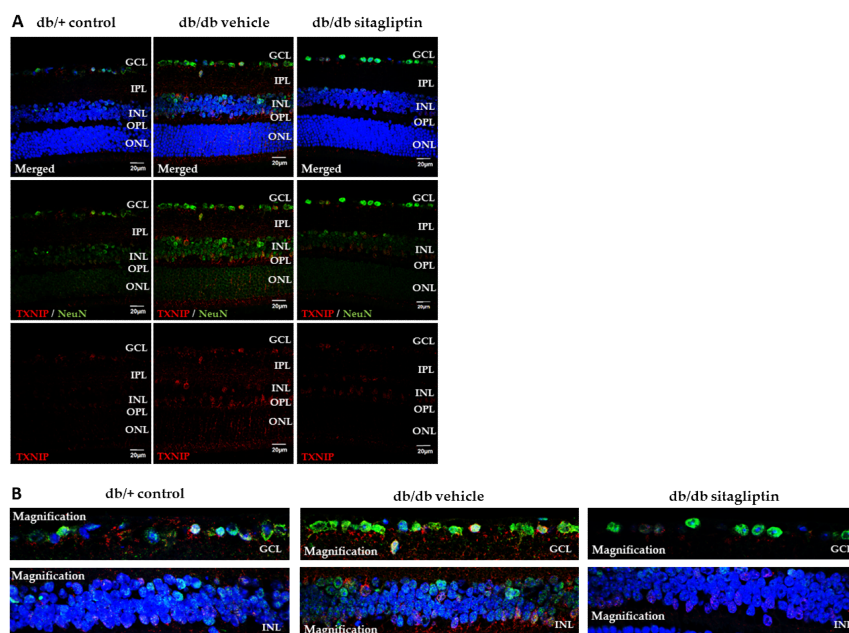 A
db/+ control db/db vehicle db/db sitagliptin
GCL GCL GCL
IPL IPL IPL
INL INL INL
OPL OPL OPL
ONL ONL ONL
Merged 20µm Merged 20µm Merged 20µm
GCL GCL GCL
IPL IPL IPL
INL INL INL
OPL OPL OPL
ONL ONL ONL
TXNIP / NeuN 20µm TXNIP / NeuN 20µm TXNIP / NeuN 20µm
GCL GCL GCL
IPL IPL IPL
INL INL INL
OPL OPL OPL
ONL ONL ONL
TXNIP 20µm TXNIP 20µm TXNIP 20µm
B
db/+ control db/db vehicle db/db sitagliptin
Magnification GCL Magnification GCL Magnification GCL
Magnification INL Magnification INL Magnification INL